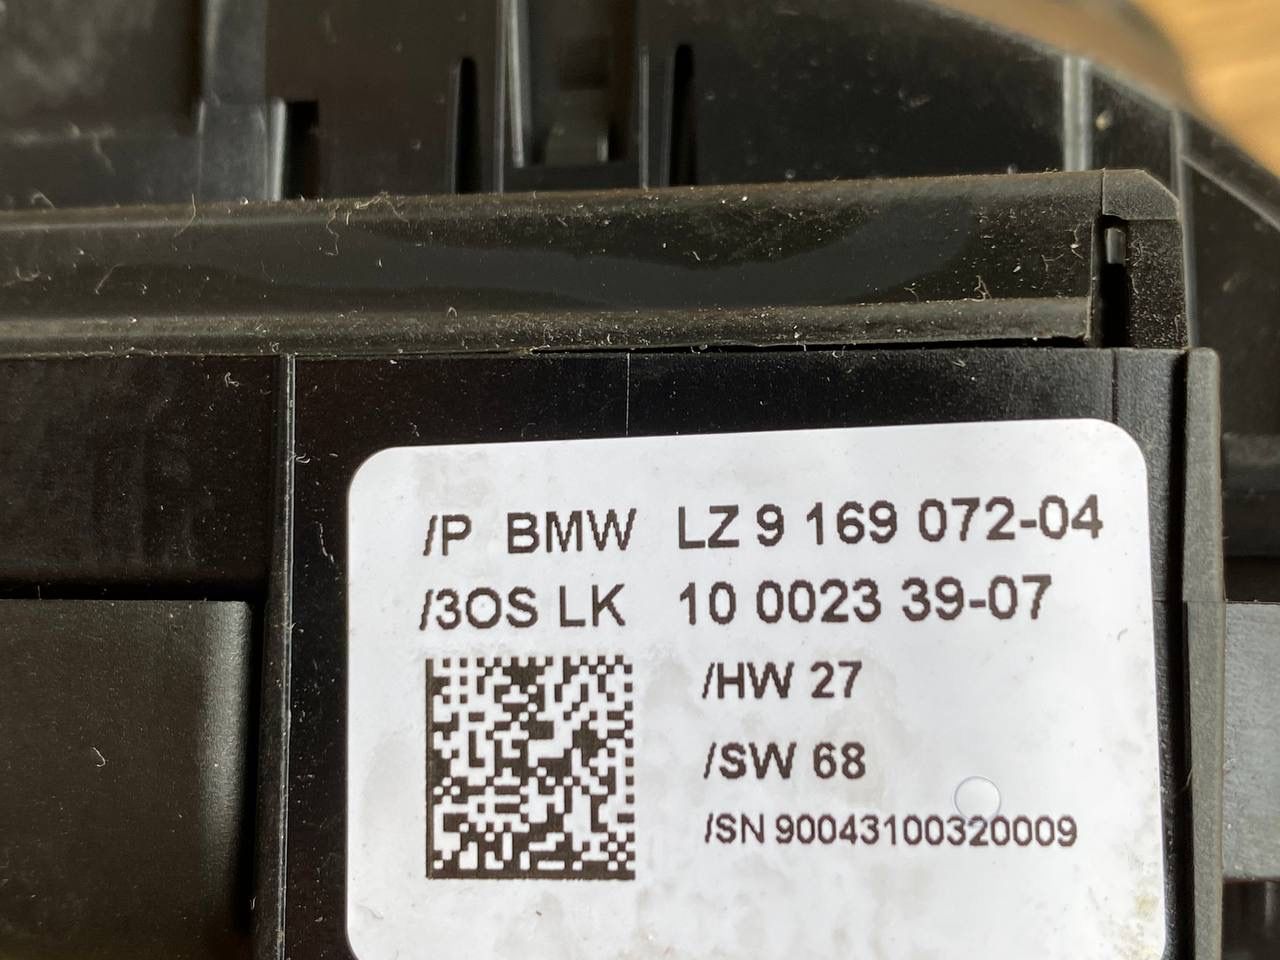 /P BMW LZ 9 169 072-04
/3OS LK 10 0023 39-07
/HW 27
/SW 68
/SN 90043100320009